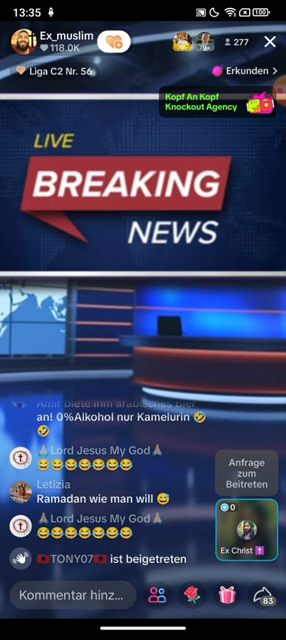 13:35
100
Ex_muslim
118.0K
70+
277
Liga C2 Nr. 56
Erkunden >
Kopf An Kopf
Knockout Agency
LIVE
BREAKING
NEWS
Amir biete ihm arabisches Bier
an! 0%Alkohol nur Kamelurin 🤣
🤣
🙏🏽Lord Jesus My God🙏🏽
😂😂😂😂😂😂😂
Letizia
Ramadan wie man will 😅
🙏🏽Lord Jesus My God🙏🏽
😂😂😂😂😂😂😂
🇦🇱TONY07🇦🇱 ist beigetreten
Anfrage
zum
Beitreten
0
Ex Christ ✝️
Kommentar hinz...
83